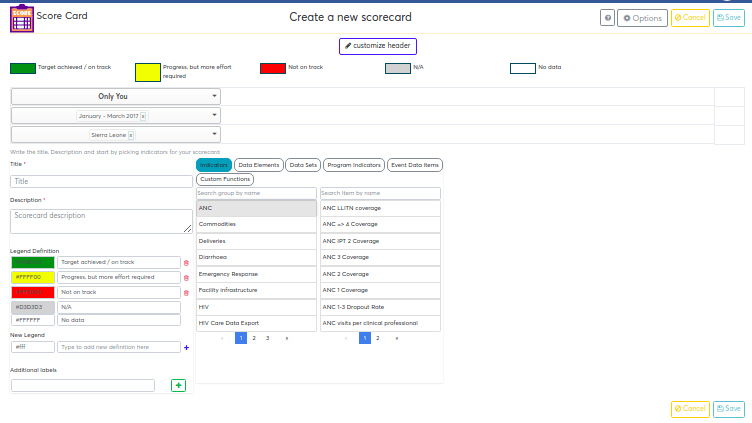 SCORE
Score Card
Create a new scorecard
Options
Cancel
Save
customize header
Target achieved / on track
Progress, but more effort
required
Not on track
N/A
No data
Only You
January - March 2017 x
Sierra Leone x
Write the title, Description and start by picking indicators for your scorecard
Title *
Title
Description *
Scorecard description
Legend Definition
Target achieved / on track
#FFFF00
Progress, but more effort required
Not on track
#D3D3D3
N/A
#FFFFFF
No data
New Legend
#fff
Type to add new definition here
+
Additional labels
+
Indicators
Data Elements
Data Sets
Program Indicators
Event Data Items
Custom Functions
Search group by name
ANC
Commodities
Deliveries
Diarrhoea
Emergency Response
Facility infrastructure
HIV
HIV Care Data Export
‹ 1 2 3 »
Search item by name
ANC LLITN coverage
ANC => 4 Coverage
ANC IPT 2 Coverage
ANC 3 Coverage
ANC 2 Coverage
ANC 1 Coverage
ANC 1-3 Dropout Rate
ANC visits per clinical professional
‹ 1 2 »
Cancel
Save